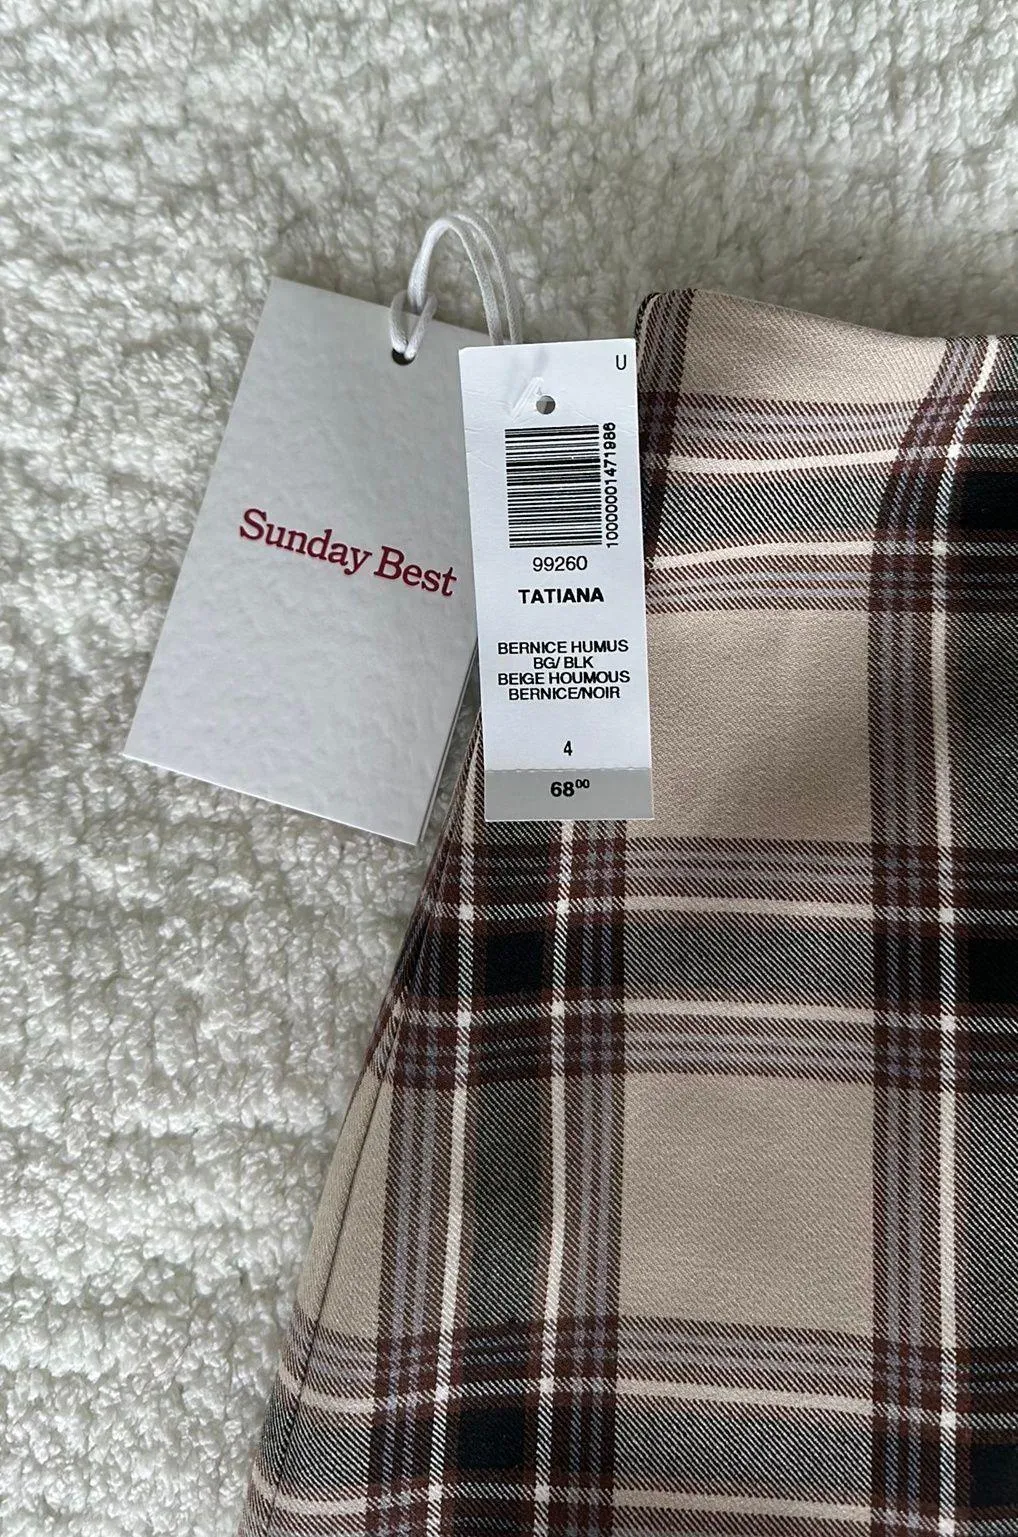 Sunday Best
U
10000001471986
99260
TATIANA
BERNICE HUMUS
BG/ BLK
BEIGE HOUMOUS
BERNICE/NOIR
4
68⁰⁰